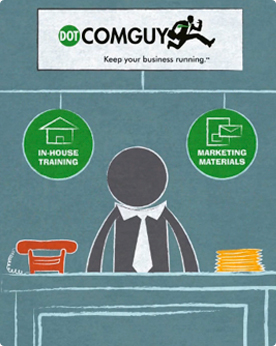 DOT COMGUY
Keep your business running.™
IN-HOUSE
TRAINING
MARKETING
MATERIALS